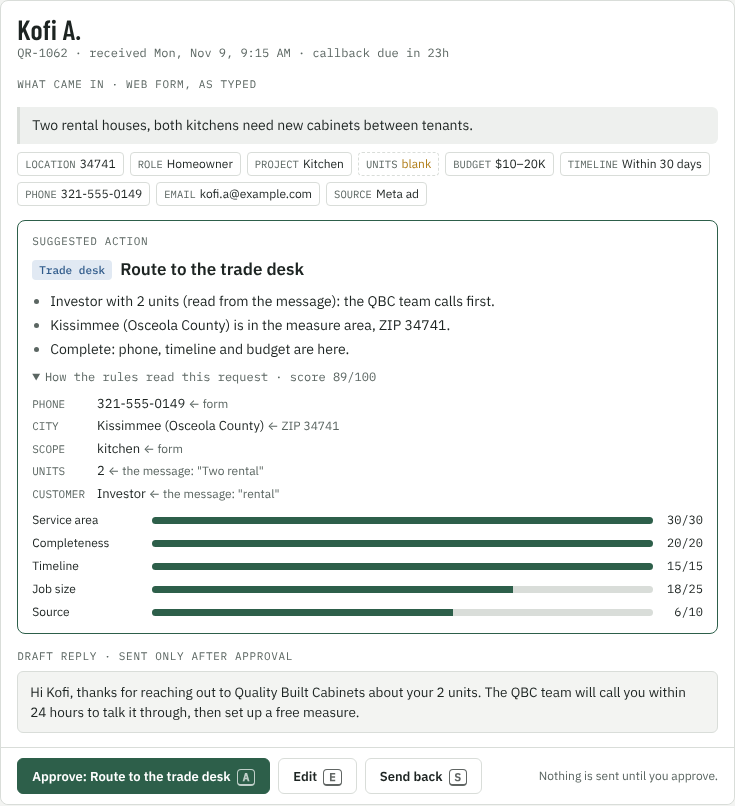 Kofi A.
QR-1062 · received Mon, Nov 9, 9:15 AM · callback due in 23h
WHAT CAME IN · WEB FORM, AS TYPED
Two rental houses, both kitchens need new cabinets between tenants.
LOCATION 34741 ROLE Homeowner PROJECT Kitchen UNITS blank BUDGET $10–20K TIMELINE Within 30 days
PHONE 321-555-0149 EMAIL kofi.a@example.com SOURCE Meta ad
SUGGESTED ACTION
Trade desk Route to the trade desk
• Investor with 2 units (read from the message): the QBC team calls first.
• Kissimmee (Osceola County) is in the measure area, ZIP 34741.
• Complete: phone, timeline and budget are here.
▼ How the rules read this request · score 89/100
PHONE 321-555-0149 ← form
CITY Kissimmee (Osceola County) ← ZIP 34741
SCOPE kitchen ← form
UNITS 2 ← the message: "Two rental"
CUSTOMER Investor ← the message: "rental"
Service area 30/30
Completeness 20/20
Timeline 15/15
Job size 18/25
Source 6/10
DRAFT REPLY · SENT ONLY AFTER APPROVAL
Hi Kofi, thanks for reaching out to Quality Built Cabinets about your 2 units. The QBC team will call you within
24 hours to talk it through, then set up a free measure.
Approve: Route to the trade desk A Edit E Send back S Nothing is sent until you approve.